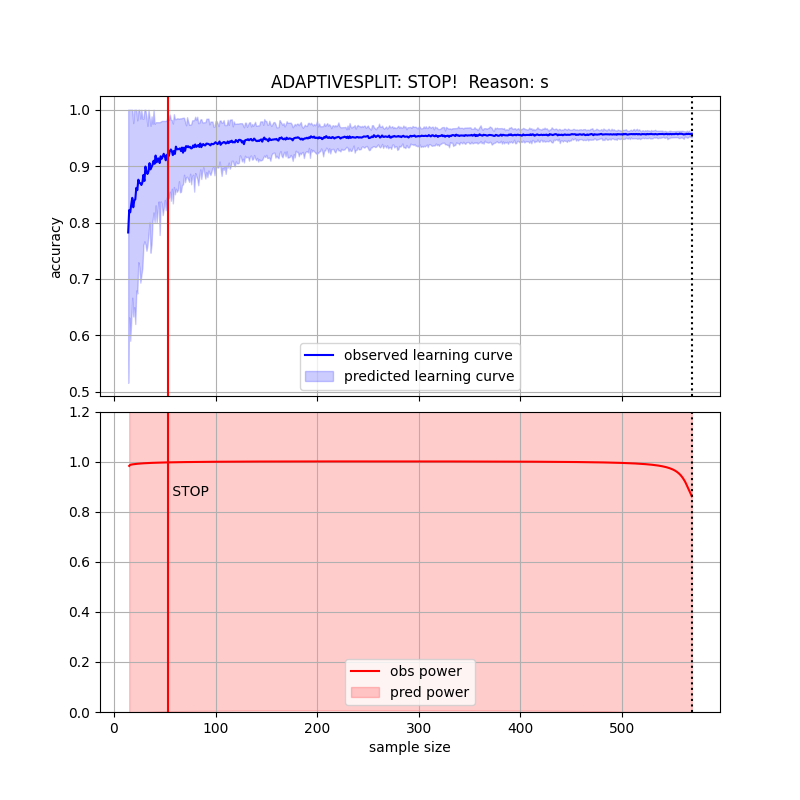 ADAPTIVESPLIT: STOP!  Reason: s
1.0
0.9
0.8
0.7
0.6
0.5
accuracy
observed learning curve
predicted learning curve
1.2
1.0
0.8
0.6
0.4
0.2
0.0
STOP
obs power
pred power
0 100 200 300 400 500
sample size